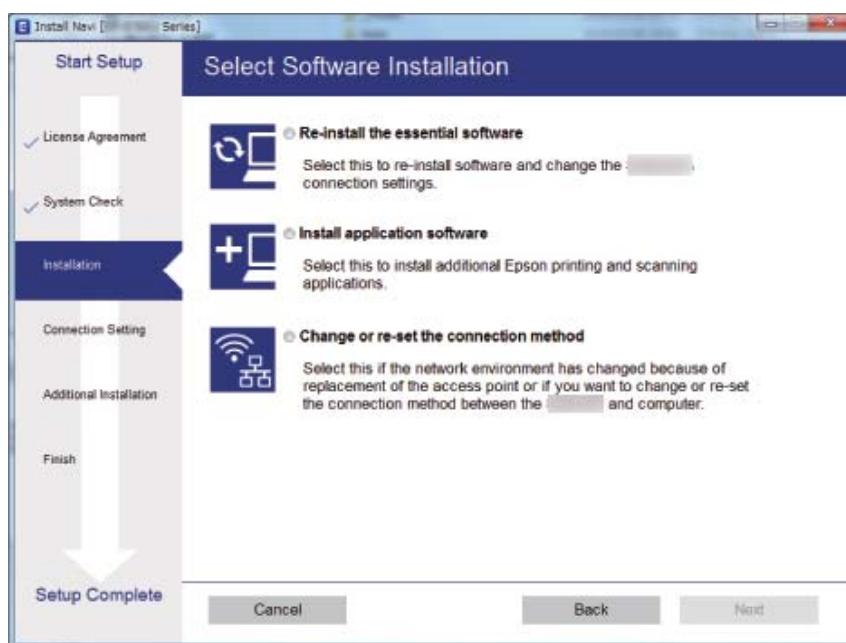 Install Navi [ Series]
Start Setup
License Agreement
System Check
Installation
Connection Setting
Additional Installation
Finish
Setup Complete
Select Software Installation
Re-install the essential software
Select this to re-install software and change the
connection settings.
Install application software
Select this to install additional Epson printing and scanning
applications.
Change or re-set the connection method
Select this if the network environment has changed because of
replacement of the access point or if you want to change or re-set
the connection method between the and computer.
Cancel
Back
Next